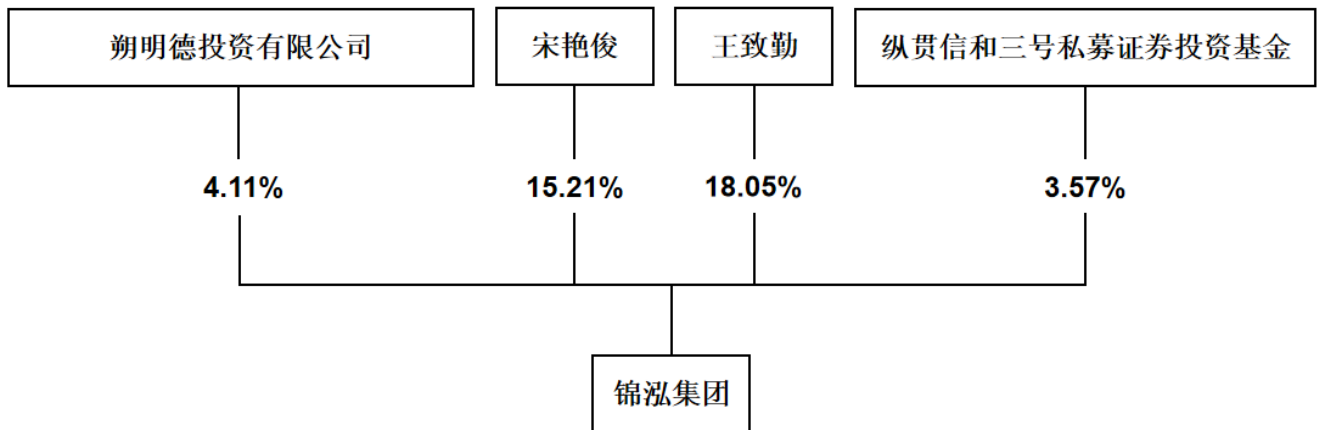 朔明德投资有限公司
宋艳俊
王致勤
纵贯信和三号私募证券投资基金
4.11%
15.21%
18.05%
3.57%
锦泓集团